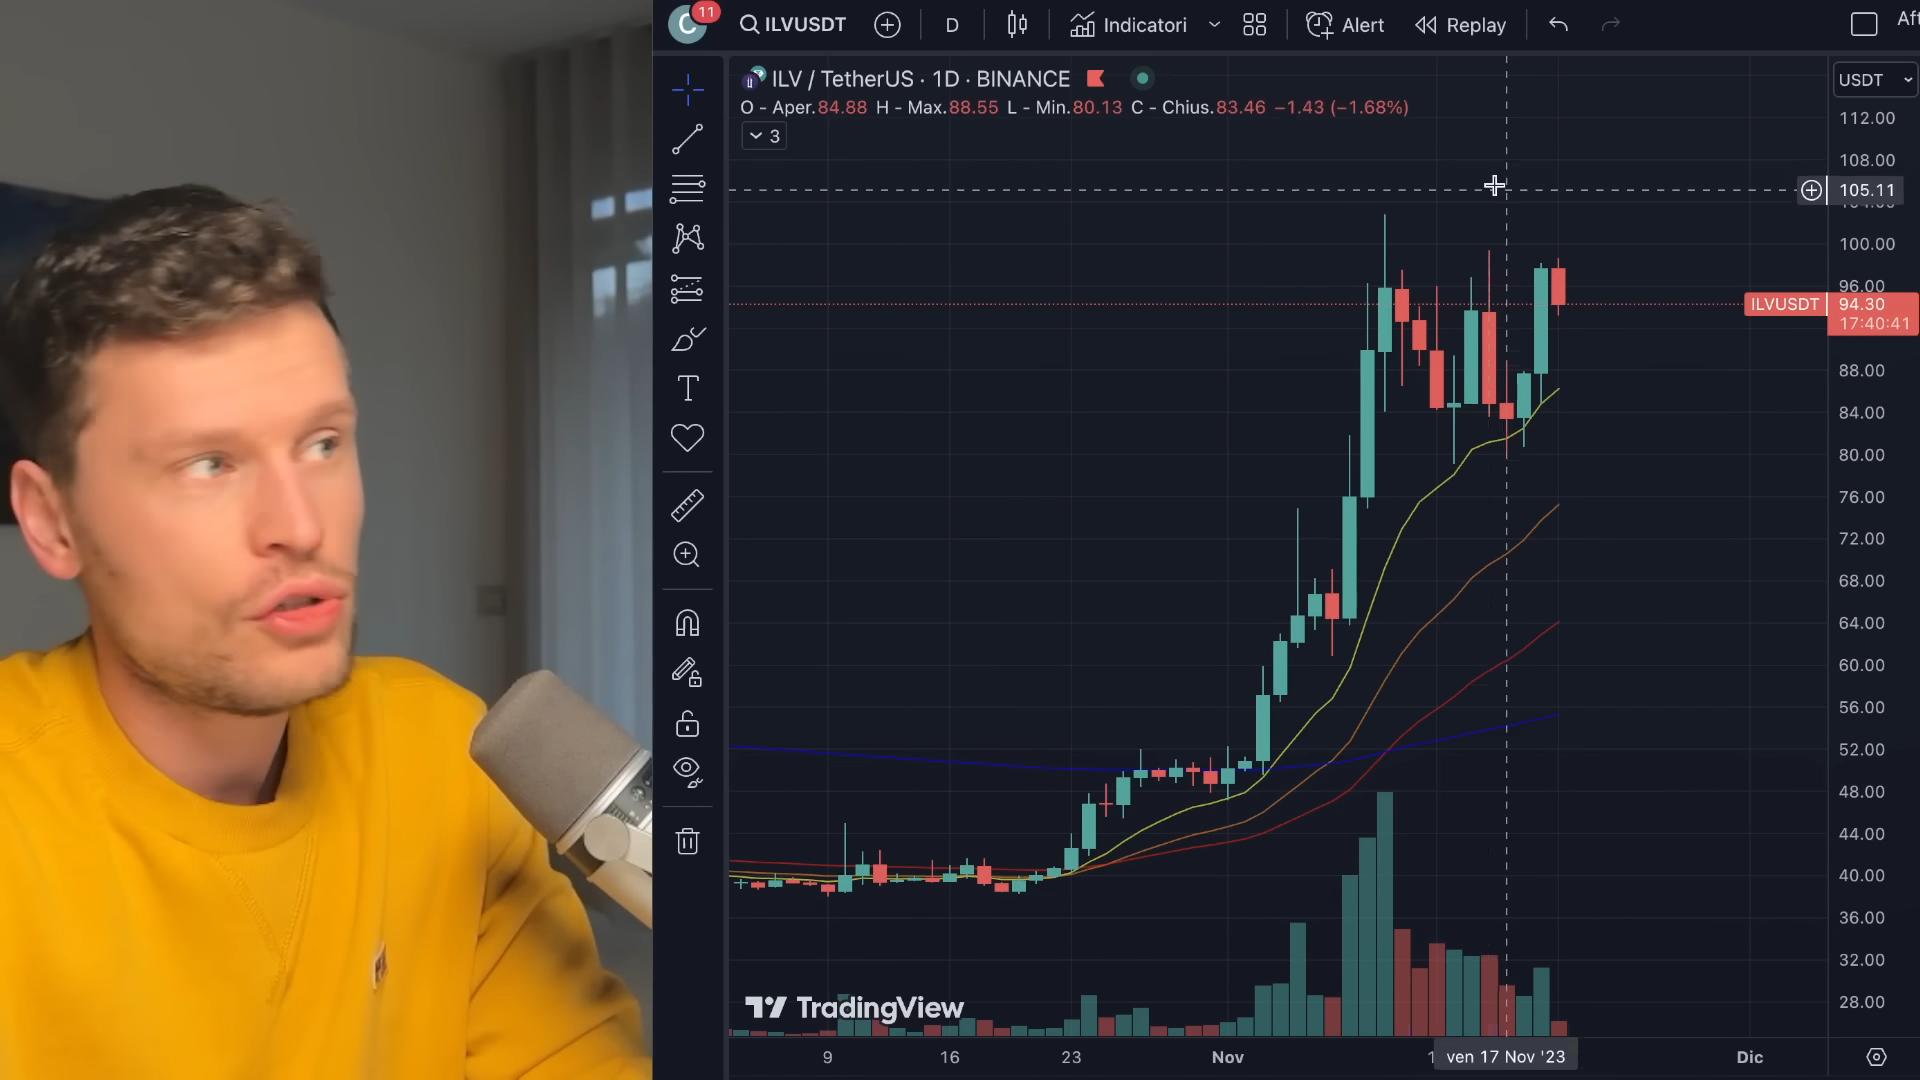 C
11
ILVUSDT
D
Indicatori
Alert
Replay
ILV / TetherUS · 1D · BINANCE
O - Aper.84.88 H - Max.88.55 L - Min.80.13 C - Chius.83.46 −1.43 (−1.68%)
3
USDT
112.00
108.00
105.11
100.00
96.00
ILVUSDT 94.30
17:40:41
88.00
84.00
80.00
76.00
72.00
68.00
64.00
60.00
56.00
52.00
48.00
44.00
40.00
36.00
32.00
28.00
TradingView
9
16
23
Nov
ven 17 Nov '23
Dic